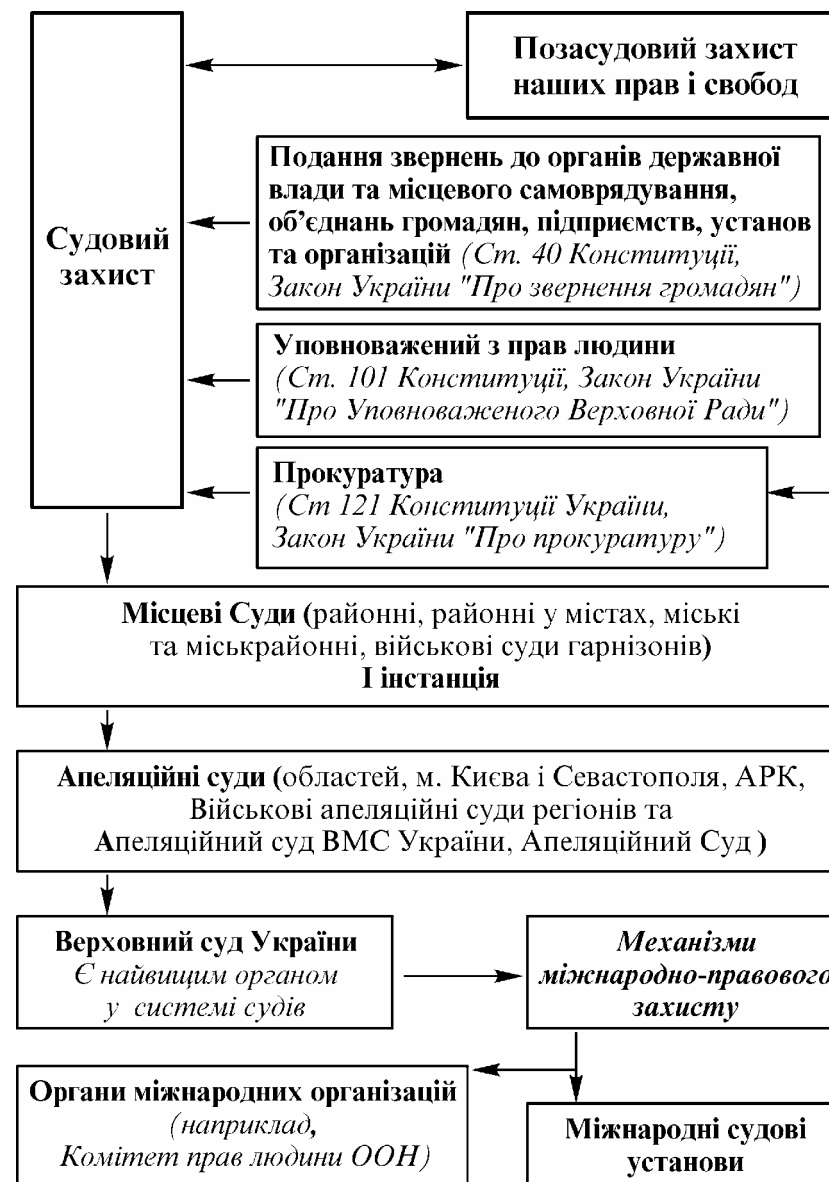 Позасудовий захист
наших прав і свобод
Судовий
захист
Подання звернень до органів державної
влади та місцевого самоврядування,
об’єднань громадян, підприємств, установ
та організацій (Ст. 40 Конституції,
Закон України "Про звернення громадян")
Уповноважений з прав людини
(Ст. 101 Конституції, Закон України
"Про Уповноваженого Верховної Ради")
Прокуратура
(Ст 121 Конституції України,
Закон України "Про прокуратуру")
Місцеві Суди (районні, районні у містах, міські
та міськрайонні, військові суди гарнізонів)
І інстанція
Апеляційні суди (областей, м. Києва і Севастополя, АРК,
Військові апеляційні суди регіонів та
Апеляційний суд ВМС України, Апеляційний Суд )
Верховний суд України
Є найвищим органом
у системі судів
Механізми
міжнародно-правового
захисту
Органи міжнародних організацій
(наприклад,
Комітет прав людини ООН)
Міжнародні судові
установи